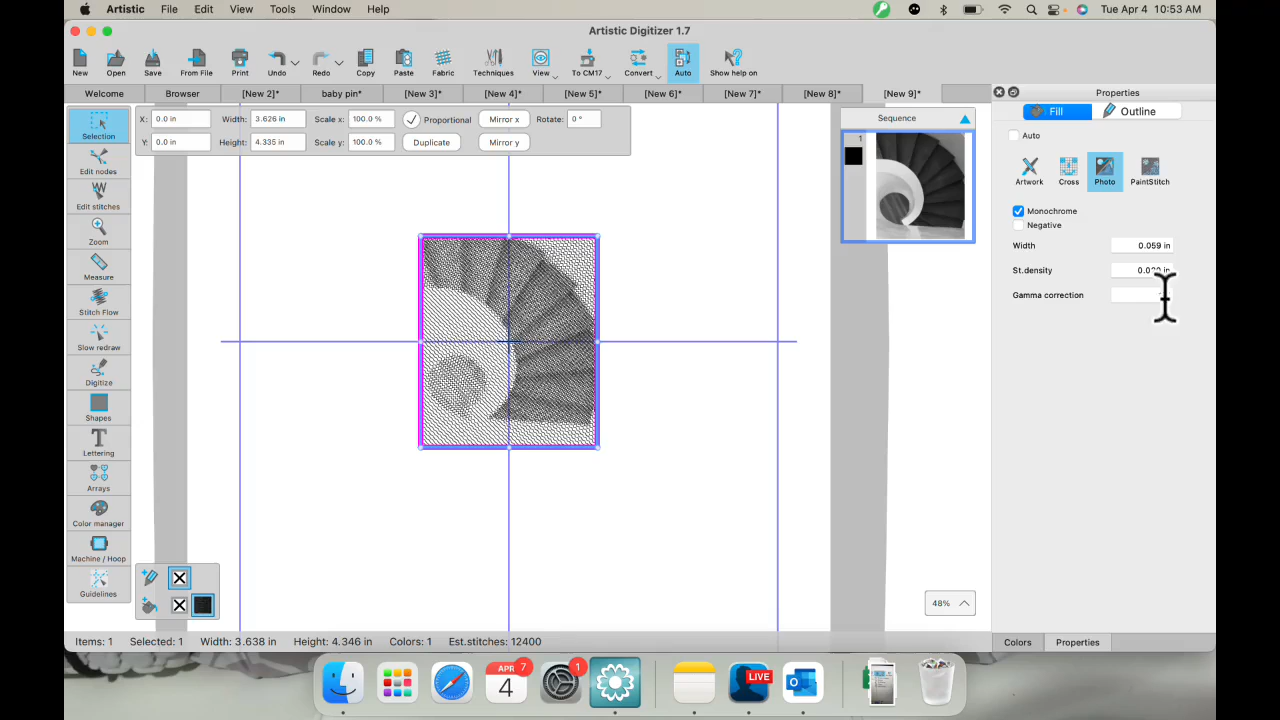 Artistic File Edit View Tools Window Help Tue Apr 4 10:53 AM
Artistic Digitizer 1.7
New Open Save From File Print Undo Redo Copy Paste Fabric Techniques View To CM17 Convert Auto Show help on
Welcome Browser [New 2]* baby pin* [New 3]* [New 4]* [New 5]* [New 6]* [New 7]* [New 8]* [New 9]* Properties
Fill Outline
X: 0.0 in Width: 3.626 in Scale x: 100.0 % Proportional Mirror x Rotate: 0 ° Sequence
Y: 0.0 in Height: 4.335 in Scale y: 100.0 % Duplicate Mirror y
1
Auto
Artwork Cross Photo PaintStitch
Monochrome
Negative
Width 0.059 in
St.density
Gamma correction
Selection
Edit nodes
Edit stitches
Zoom
Measure
Stitch Flow
Slow redraw
Digitize
Shapes
Lettering
Arrays
Color manager
Machine / Hoop
Guidelines
48%
Items: 1 Selected: 1 Width: 3.638 in Height: 4.346 in Colors: 1 Est.stitches: 12400 Colors Properties
APR 7
4
1
LIVE